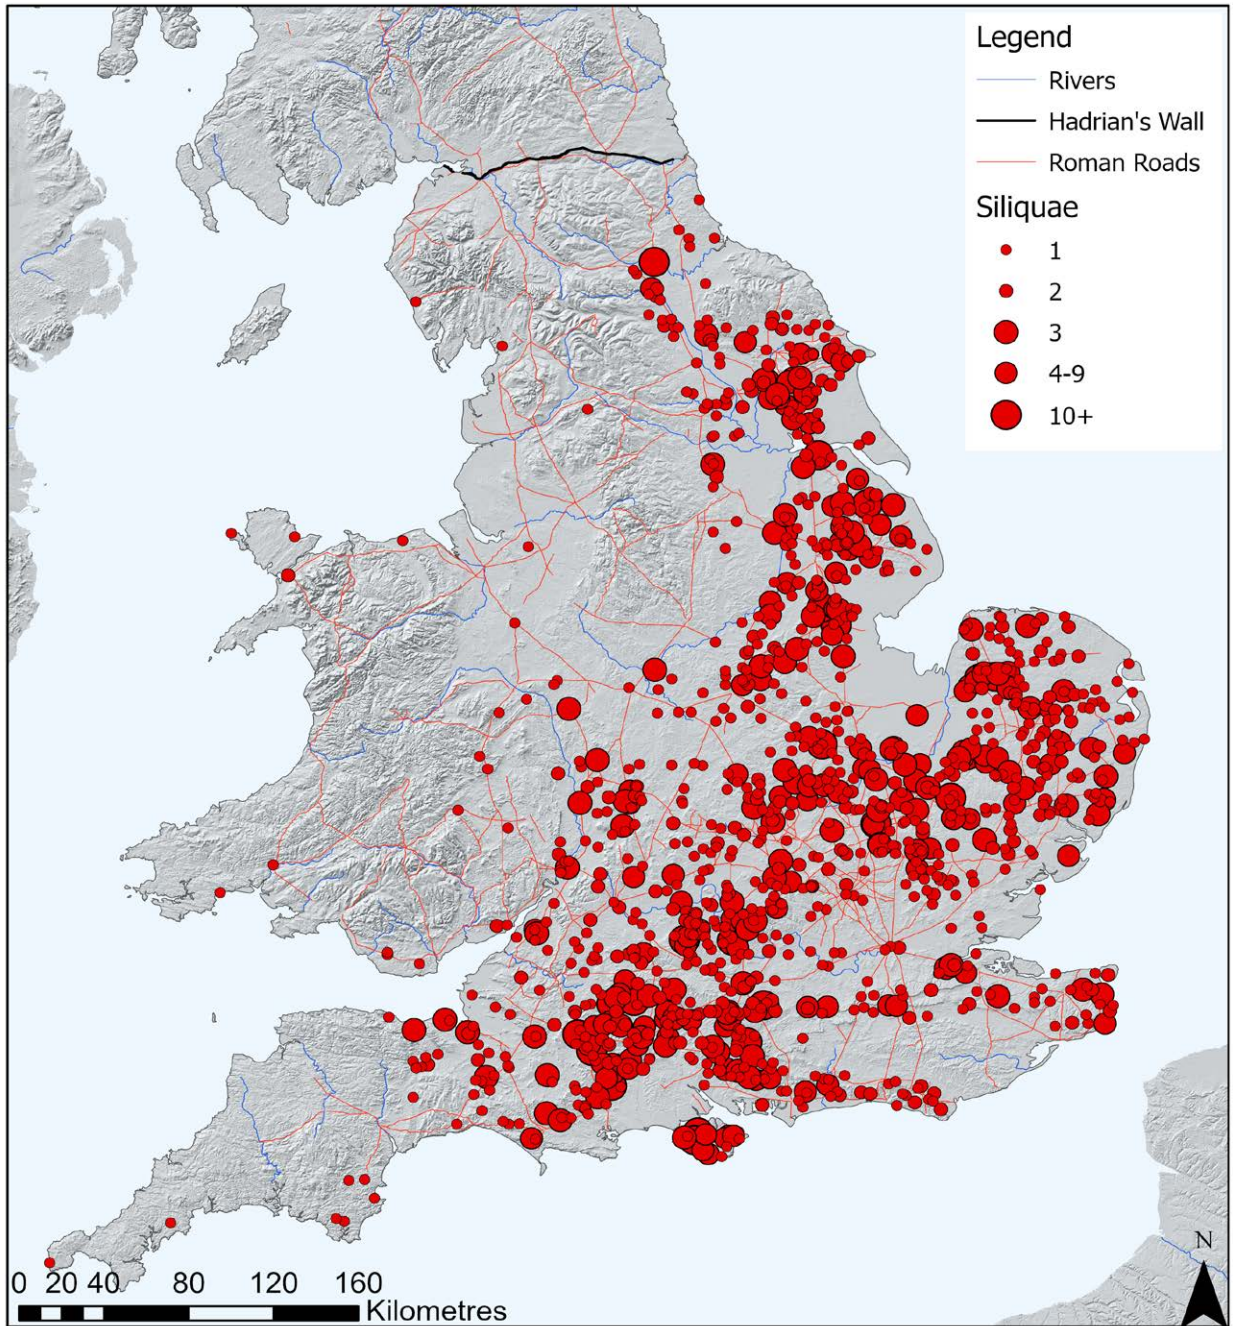 Legend
Rivers
Hadrian's Wall
Roman Roads
Siliquae
1
2
3
4-9
10+
N
0 20 40 80 120 160
Kilometres